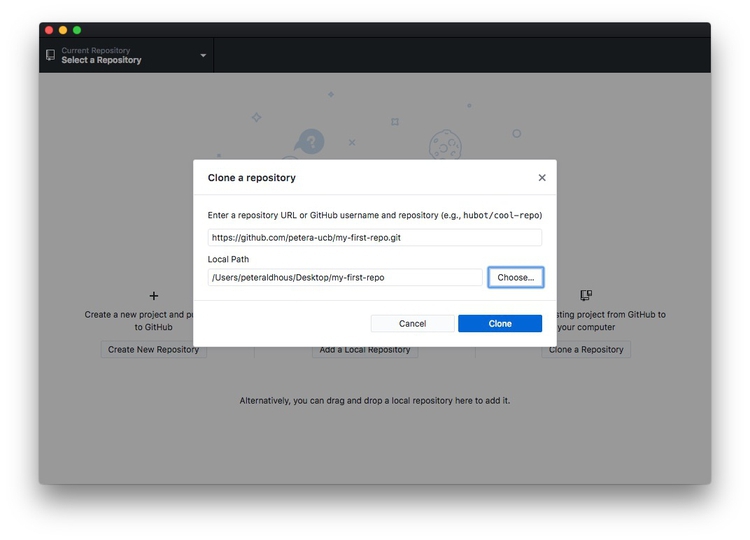 Current Repository
Select a Repository
?
Clone a repository
Enter a repository URL or GitHub username and repository (e.g., hubot/cool-repo)
https://github.com/petera-ucb/my-first-repo.git
Local Path
/Users/peteraldhous/Desktop/my-first-repo
Choose...
Cancel
Clone
Create a new project and pu
to GitHub
Create New Repository
Add a Local Repository
sting project from GitHub to
your computer
Clone a Repository
Alternatively, you can drag and drop a local repository here to add it.